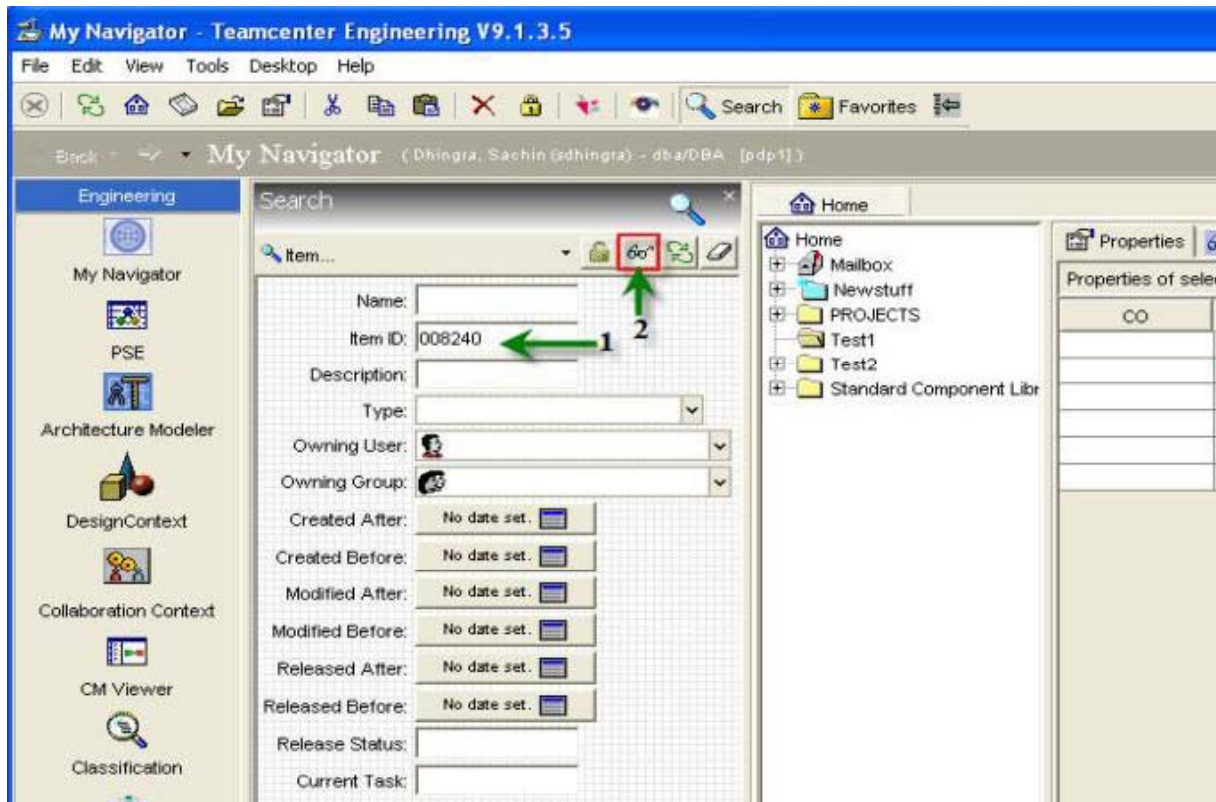 My Navigator - Teamcenter Engineering V9.1.3.5
File Edit View Tools Desktop Help
Search Favorites
Back My Navigator ( Dhingra, Sachin (sdhingra) - dba/DBA [pdp1] )
Engineering
My Navigator
PSE
Architecture Modeler
DesignContext
Collaboration Context
CM Viewer
Classification
Search
Item...
Name:
Item ID: 008240
1
2
Description:
Type:
Owning User:
Owning Group:
Created After: No date set.
Created Before: No date set.
Modified After: No date set.
Modified Before: No date set.
Released After: No date set.
Released Before: No date set.
Release Status:
Current Task:
Home
Home
Mailbox
Newstuff
PROJECTS
Test1
Test2
Standard Component Libr
Properties
Properties of sele
CO